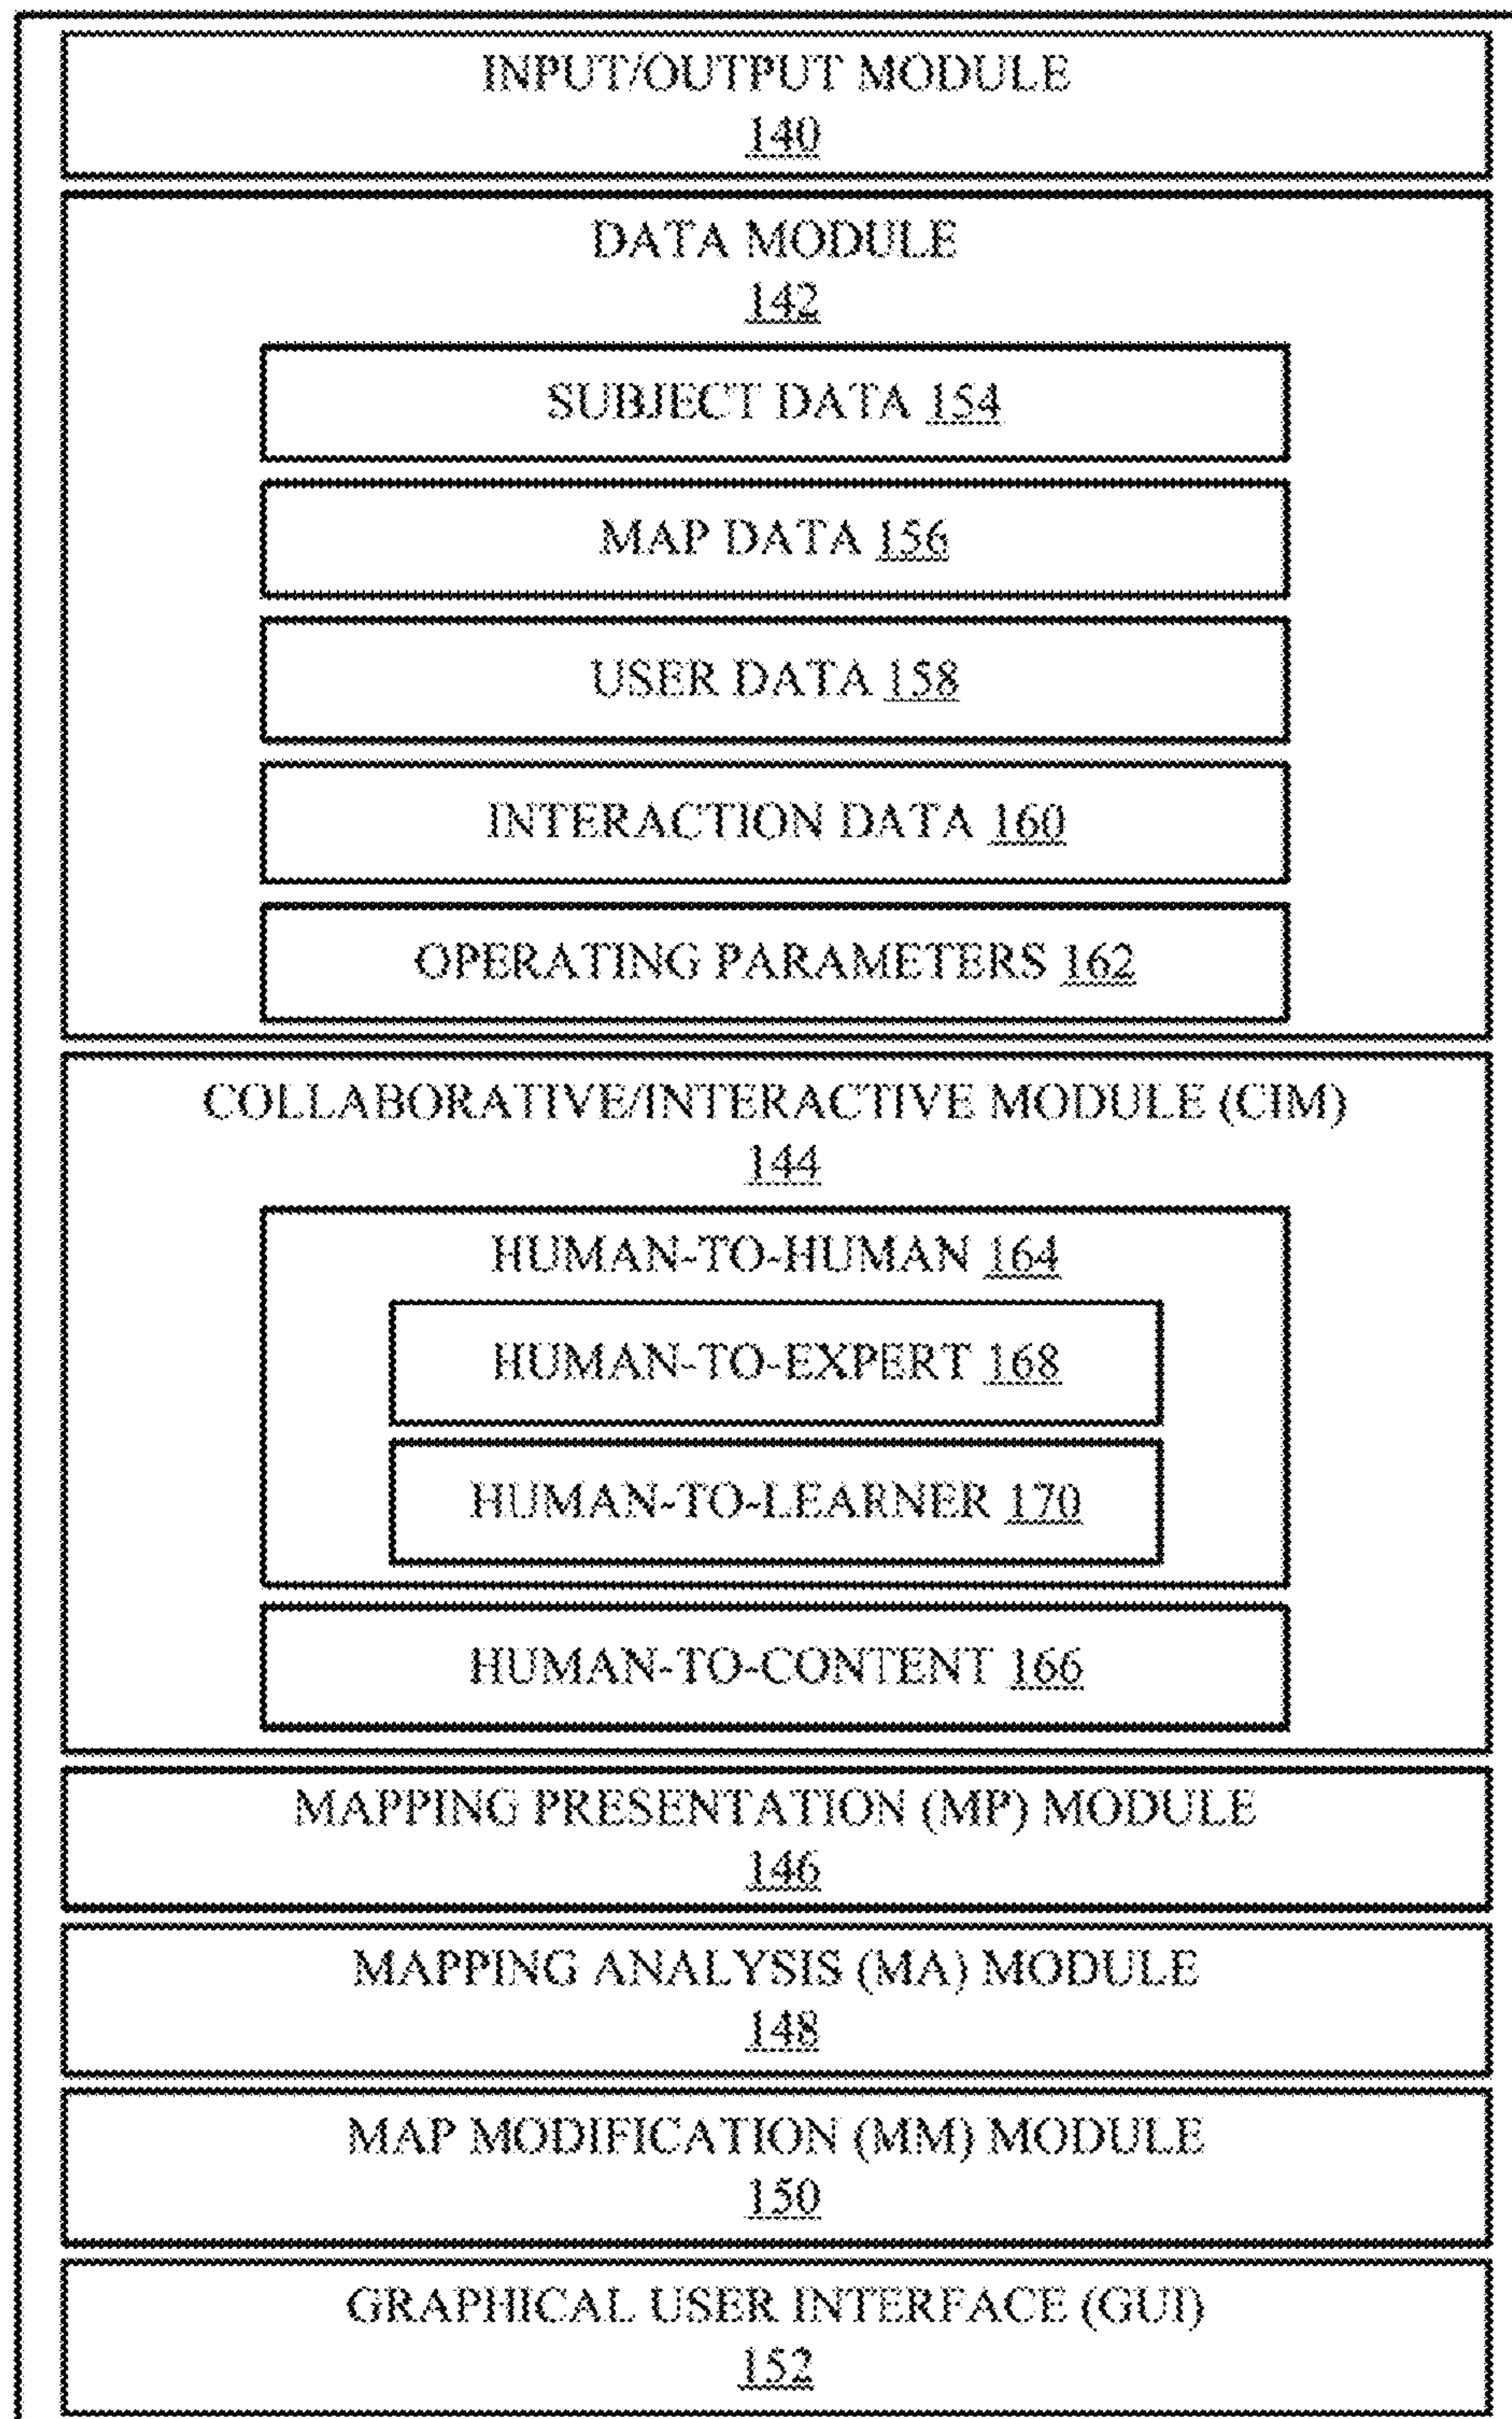 INPUT/OUTPUT MODULE
140
DATA MODULE
142
SUBJECT DATA 154
MAP DATA 156
USER DATA 158
INTERACTION DATA 160
OPERATING PARAMETERS 162
COLLABORATIVE/INTERACTIVE MODULE (CIM)
144
HUMAN-TO-HUMAN 164
HUMAN-TO-EXPERT 168
HUMAN-TO-LEARNER 170
HUMAN-TO-CONTENT 166
MAPPING PRESENTATION (MP) MODULE
146
MAPPING ANALYSIS (MA) MODULE
148
MAP MODIFICATION (MM) MODULE
150
GRAPHICAL USER INTERFACE (GUI)
152